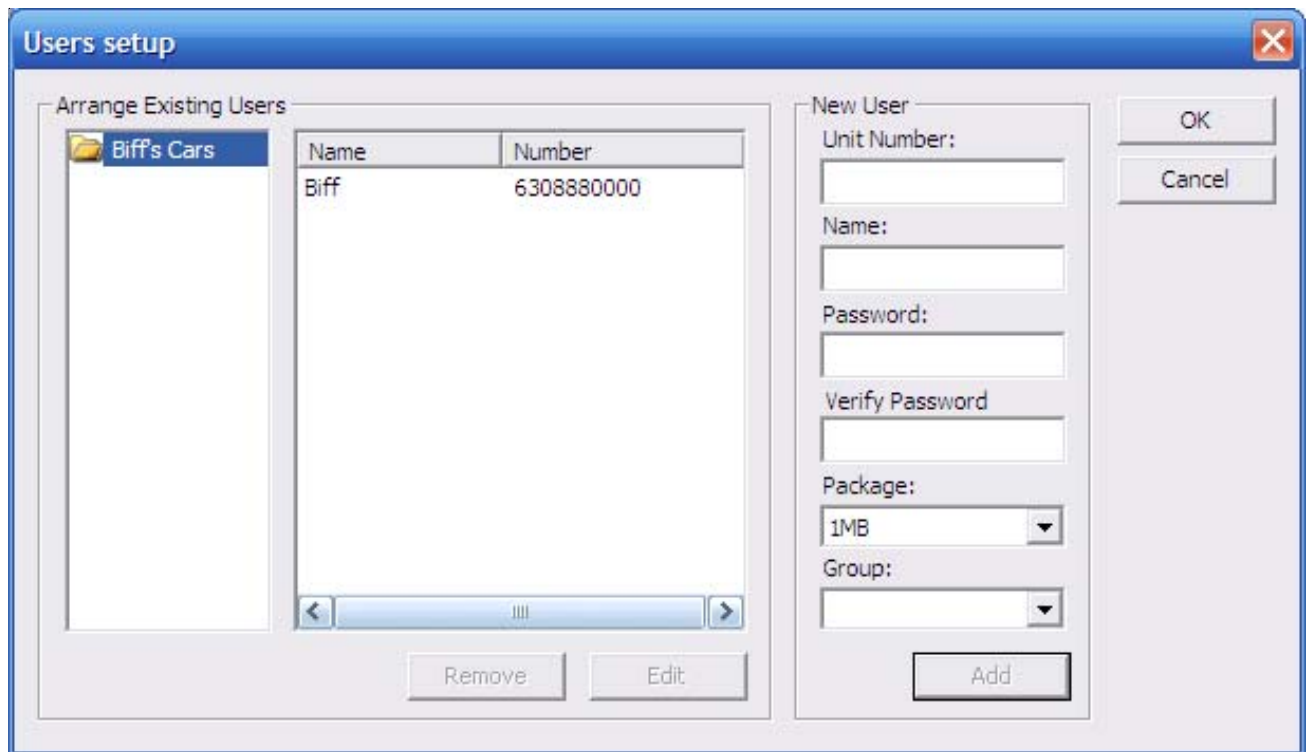 Users setup
Arrange Existing Users
Biff's Cars
Name Number
Biff 6308880000
Remove Edit
New User
Unit Number:
Name:
Password:
Verify Password
Package:
1MB
Group:
Add
OK
Cancel